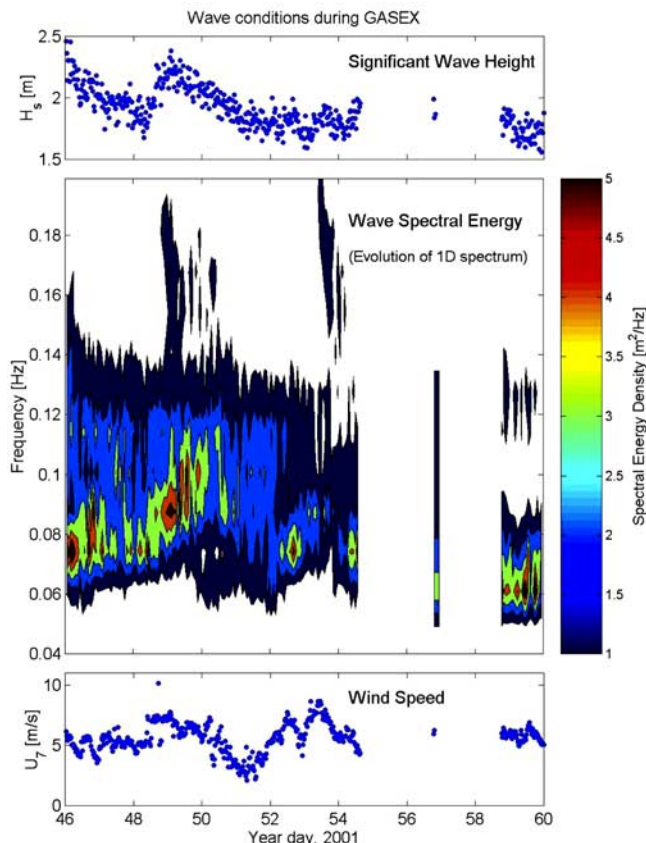 Wave conditions during GASEX
2.5
2
1.5
H_s [m]
Significant Wave Height
0.18
0.16
0.14
0.12
0.1
0.08
0.06
0.04
Frequency [Hz]
Wave Spectral Energy
(Evolution of 1D spectrum)
5
4.5
4
3.5
3
2.5
2
1.5
1
Spectral Energy Density [m²/Hz]
10
5
0
U_7 [m/s]
Wind Speed
46 48 50 52 54 56 58 60
Year day, 2001